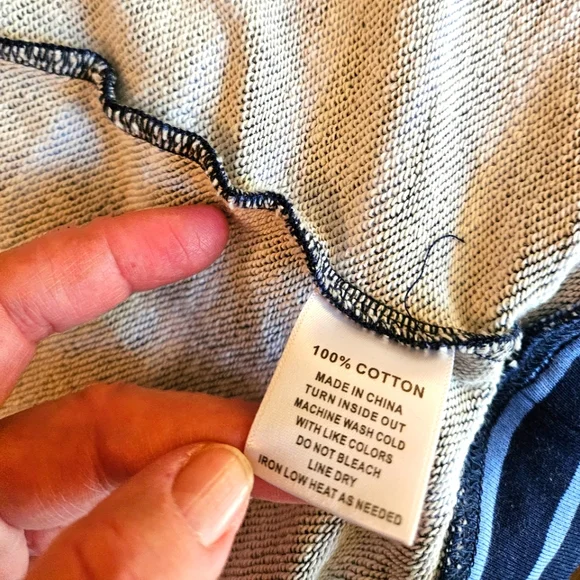 100% COTTON
MADE IN CHINA
TURN INSIDE OUT
MACHINE WASH COLD
WITH LIKE COLORS
DO NOT BLEACH
LINE DRY
IRON LOW HEAT AS NEEDED